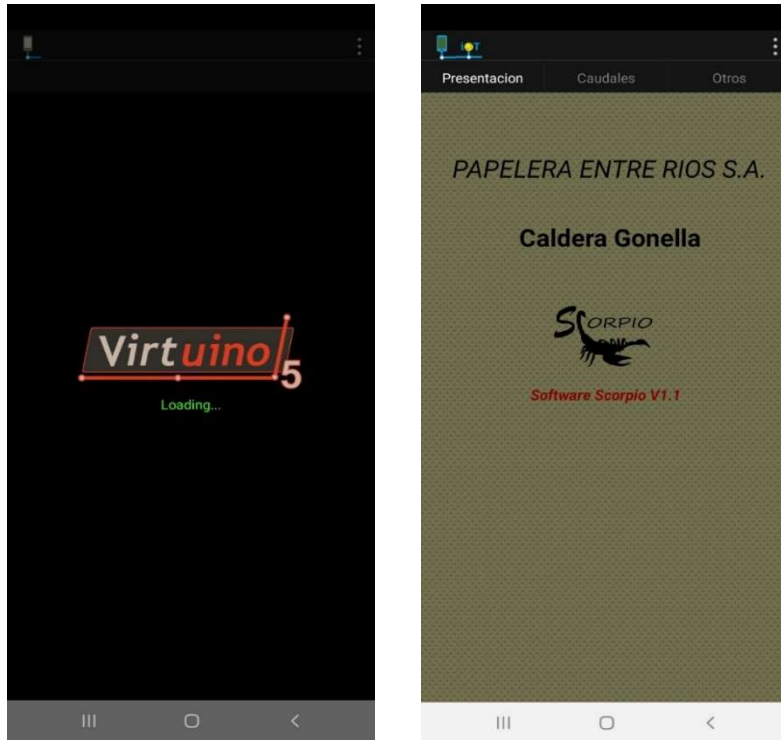 Virtuino 5
Loading...
IOT
Presentacion Caudales Otros
PAPELERA ENTRE RIOS S.A.
Caldera Gonella
SCORPIO
Software Scorpio V1.1